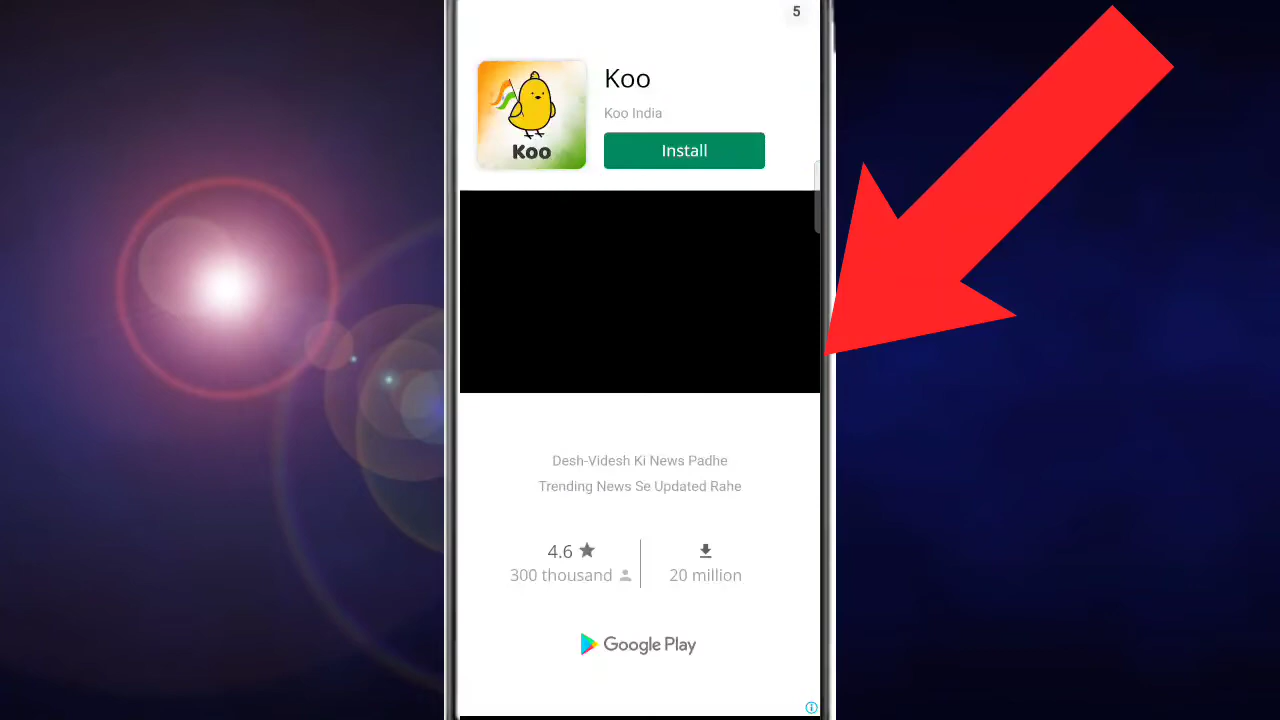 5
Koo
Koo India
Koo
Install
Desh-Videsh Ki News Padhe
Trending News Se Updated Rahe
4.6
300 thousand
20 million
Google Play